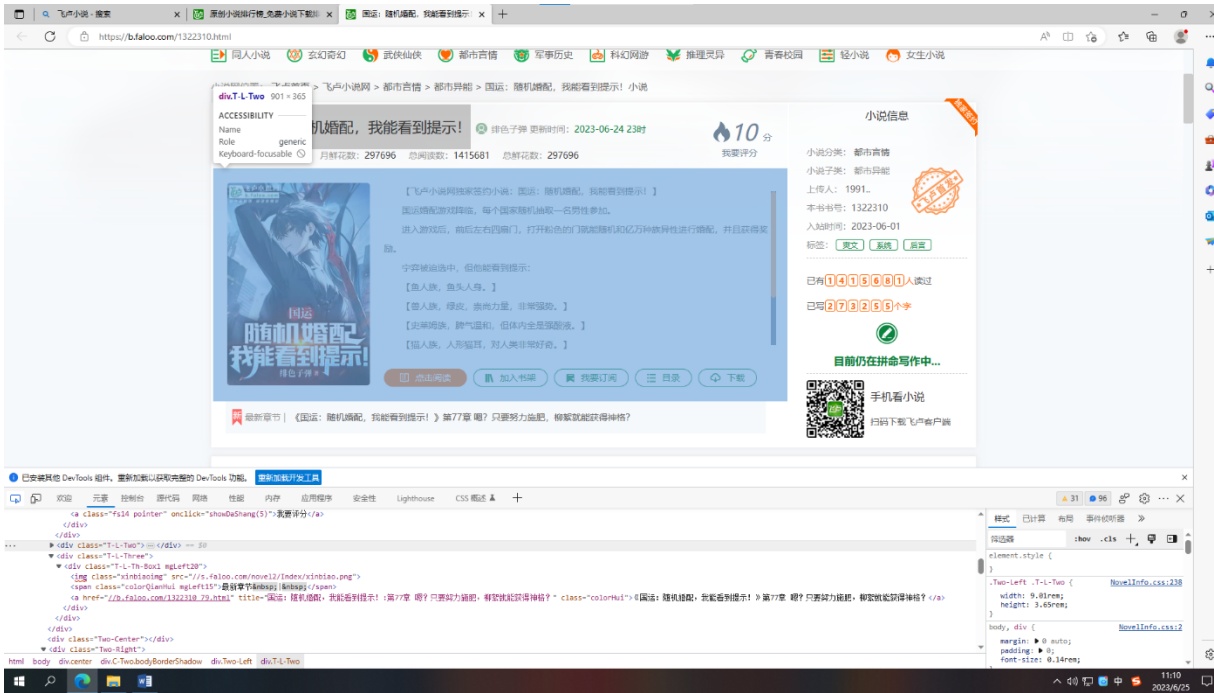 飞卢小说 - 搜索
原创小说排行榜_免费小说下载排
国运：随机婚配，我能看到提示！
https://b.faloo.com/1322310.html
同人小说 玄幻奇幻 武侠仙侠 都市言情 军事历史 科幻网游 推理灵异 青春校园 轻小说 女生小说
> 飞卢小说网 > 都市言情 > 都市异能 > 国运：随机婚配，我能看到提示！小说
div.T-L-Two 901 × 365
ACCESSIBILITY
Name
Role generic
Keyboard-focusable
机婚配，我能看到提示！ 绯色子弹 更新时间：2023-06-24 23时
10 分
我要评分
月鲜花数：297696 总阅读数：1415681 总鲜花数：297696
【飞卢小说网独家签约小说：国运：随机婚配，我能看到提示！】
国运婚配游戏降临，每个国家随机抽取一名男性参加。
进入游戏后，前后左右四扇门，打开粉色的门就能随机和亿万种族异性进行婚配，并且获得奖
励。
宁弈被抽选中，但他能看到提示：
【鱼人族，鱼头人身。】
【兽人族，绿皮，崇尚力量，非常强势。】
【史莱姆族，脾气温和，但体内全是强酸液。】
【猫人族，人形猫耳，对人类非常好奇。】
国运
随机婚配
我能看到提示!
绯色子弹
点击阅读 加入书架 我要订阅 目录 下载
新 最新章节 | 《国运：随机婚配，我能看到提示！》第77章 嗯？只要努力施肥，柳絮就能获得神格？
小说信息
小说分类：都市言情
小说子类：都市异能
上传人：1991..
本书书号：1322310
入站时间：2023-06-01
标签：爽文 系统 后宫
飞卢首发
已有1415681人读过
已写273255个字
目前仍在拼命写作中...
手机看小说
扫码下载飞卢客户端
已安装其他 DevTools 组件。重新加载以获取完整的 DevTools 功能。 重新加载开发工具
欢迎 元素 控制台 源代码 网络 性能 内存 应用程序 安全性 Lighthouse CSS 概述
31 96
<a class="fs14 pointer" onclick="showDaShang(5)">我要评分</a>
</div>
</div>
<div class="T-L-Two">…</div> == $0
<div class="T-L-Three">
<div class="T-L-Th-Box1 mgLeft20">
<img class="xinbiaoimg" src="//s.faloo.com/novel2/Index/xinbiao.png">
<span class="colorQianHui mgLeft15">最新章节&nbsp;|&nbsp;</span>
<a href="//b.faloo.com/1322310_79.html" title="国运：随机婚配，我能看到提示！:第77章 嗯？只要努力施肥，柳絮就能获得神格？" class="colorHui">《国运：随机婚配，我能看到提示！》第77章 嗯？只要努力施肥，柳絮就能获得神格？</a>
</div>
</div>
</div>
<div class="Two-Center"></div>
<div class="Two-Right">
html body div.center div.C-Two.bodyBorderShadow div.Two-Left div.T-L-Two
样式 已计算 布局 事件侦听器
筛选器 :hov .cls
element.style {
}
.Two-Left .T-L-Two { NovelInfo.css:238
width: 9.01rem;
height: 3.65rem;
}
body, div { NovelInfo.css:2
margin: 0 auto;
padding: 0;
font-size: 0.14rem;
中
11:10
2023/6/25